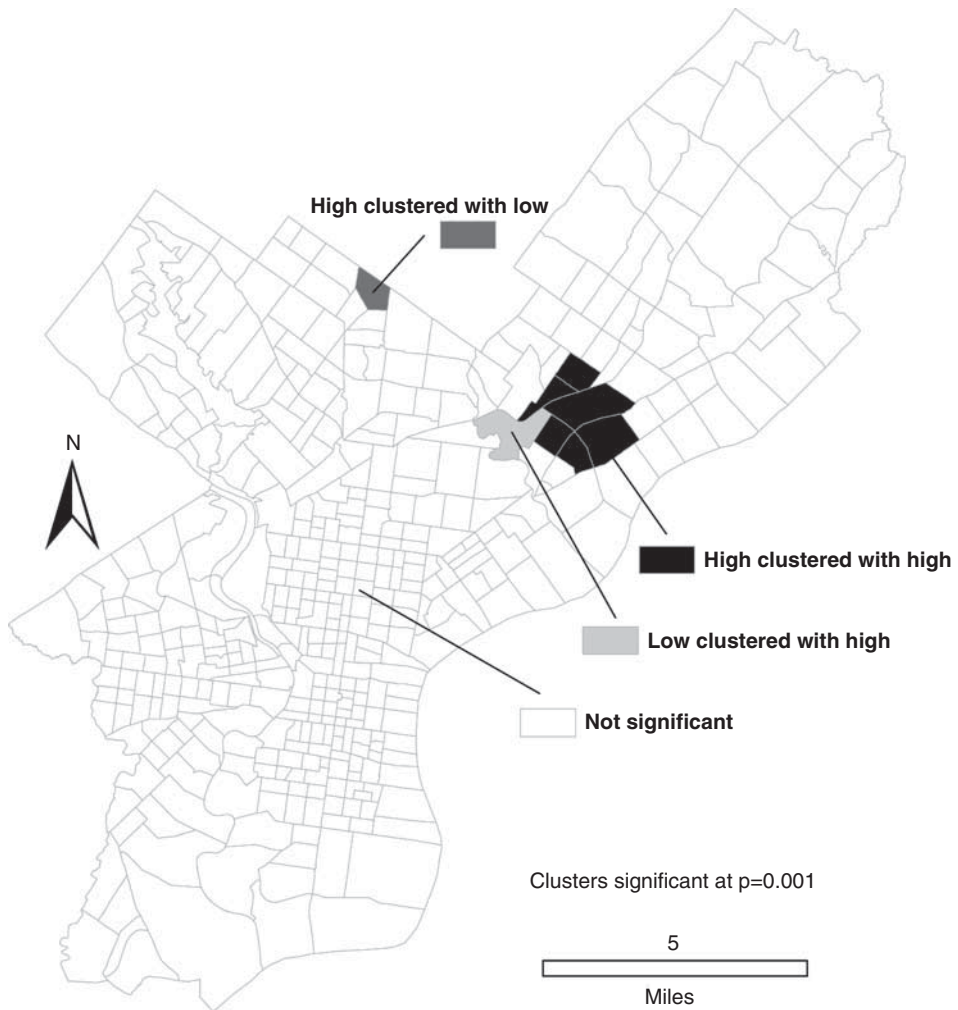 High clustered with low
N
High clustered with high
Low clustered with high
Not significant
Clusters significant at p=0.001
5
Miles